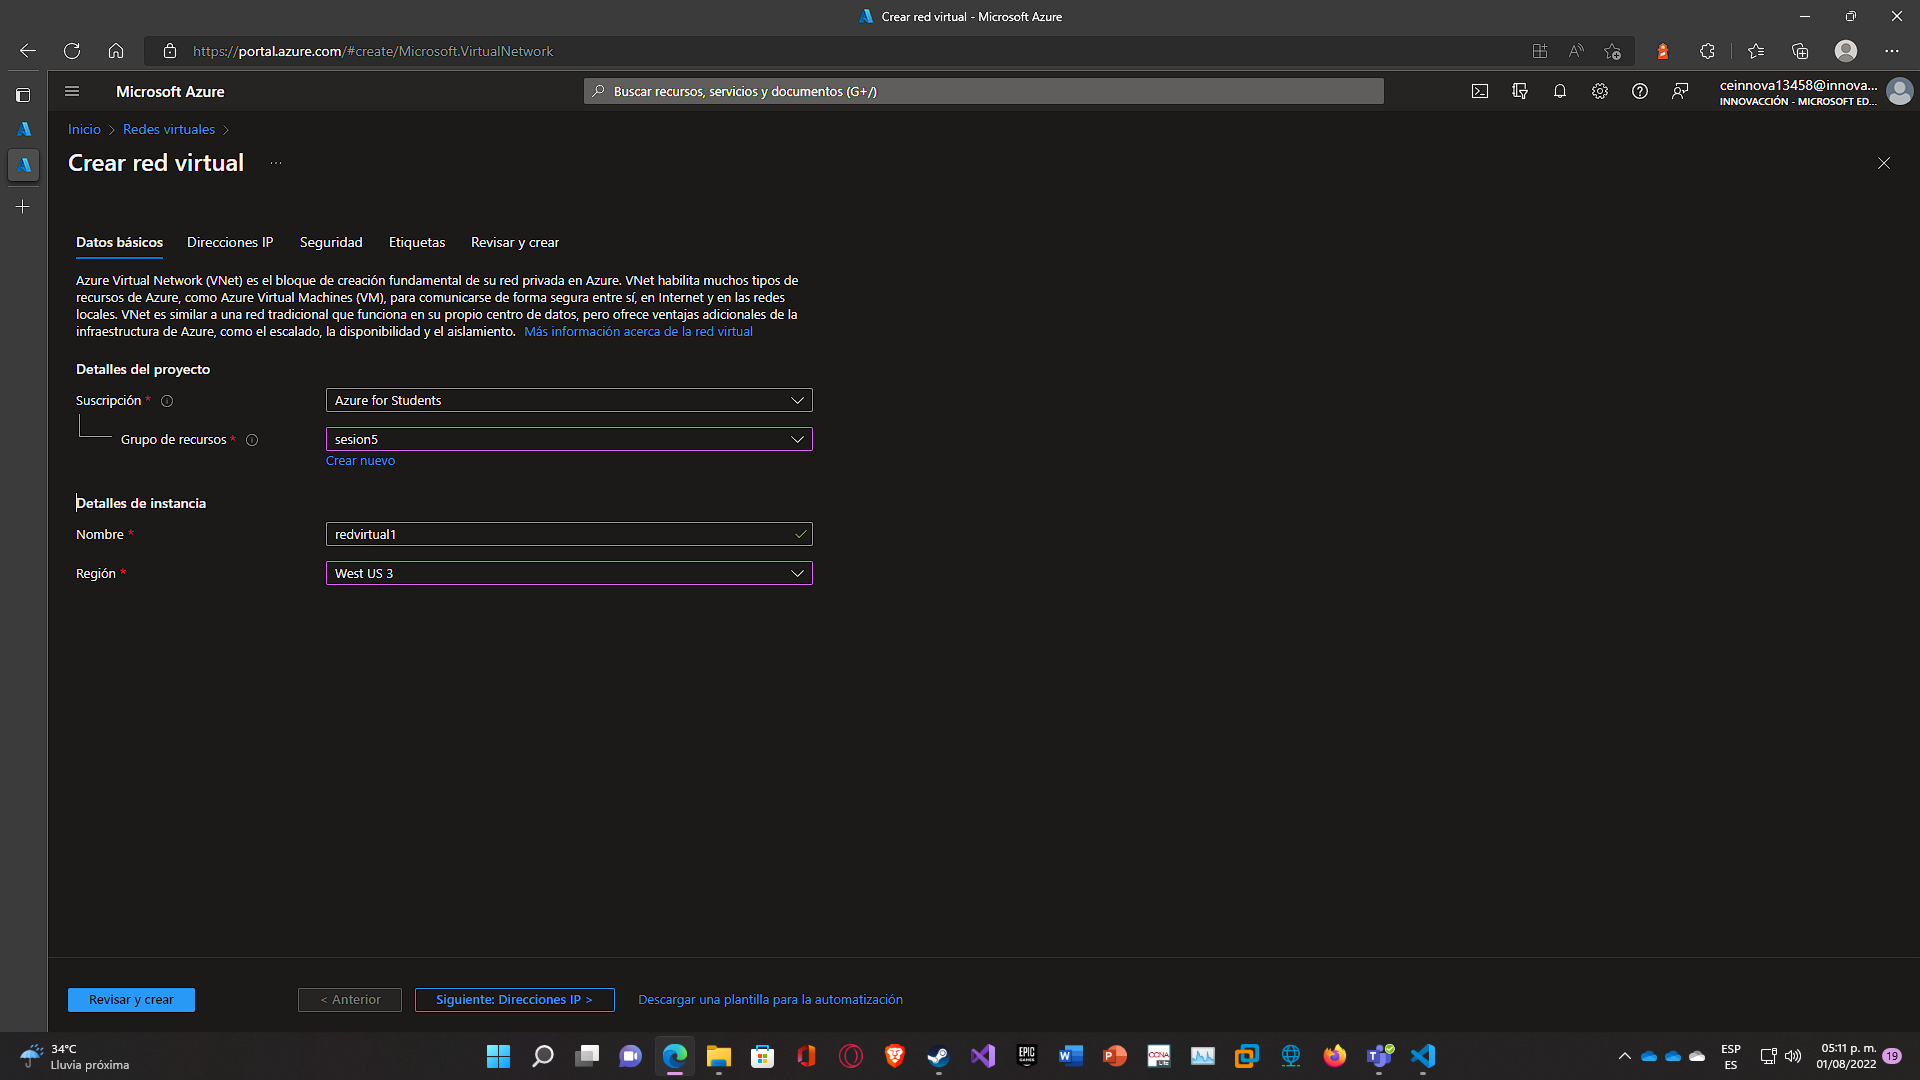 Crear red virtual - Microsoft Azure
https://portal.azure.com/#create/Microsoft.VirtualNetwork
Microsoft Azure
Buscar recursos, servicios y documentos (G+/)
ceinnova13458@innova...
INNOVACCIÓN - MICROSOFT ED...
Inicio > Redes virtuales >
Crear red virtual ...
Datos básicos Direcciones IP Seguridad Etiquetas Revisar y crear
Azure Virtual Network (VNet) es el bloque de creación fundamental de su red privada en Azure. VNet habilita muchos tipos de
recursos de Azure, como Azure Virtual Machines (VM), para comunicarse de forma segura entre sí, en Internet y en las redes
locales. VNet es similar a una red tradicional que funciona en su propio centro de datos, pero ofrece ventajas adicionales de la
infraestructura de Azure, como el escalado, la disponibilidad y el aislamiento. Más información acerca de la red virtual
Detalles del proyecto
Suscripción * Azure for Students
Grupo de recursos * sesion5
Crear nuevo
Detalles de instancia
Nombre * redvirtual1
Región * West US 3
Revisar y crear < Anterior Siguiente: Direcciones IP > Descargar una plantilla para la automatización
34°C
Lluvia próxima
EPIC
GAMES
CCNA
Lite
ESP
ES
05:11 p. m.
01/08/2022
19